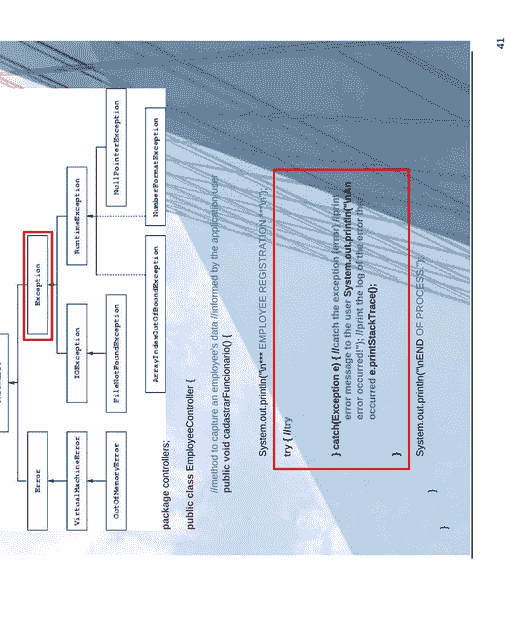 41
Exception
Error
IOException
RuntimeException
VirtualMachineError
OutOfMemoryError
FileNotFoundException
NullPointerException
ArrayIndexOutOfBoundException
NumberFormatException
package controllers;
public class EmployeeController {
//method to capture an employee's data //informed by the application user
public void cadastrarFuncionario() {
System.out.println("\n*** EMPLOYEE REGISTRATION ***\n");
try { //try
} catch(Exception e) { //catch the exception (error) //print
error message to the user System.out.println("\nAn
error occurred!"); //print the log of the error that
occurred e.printStackTrace();
}
System.out.println("\nEND OF PROCESS.");
}
}